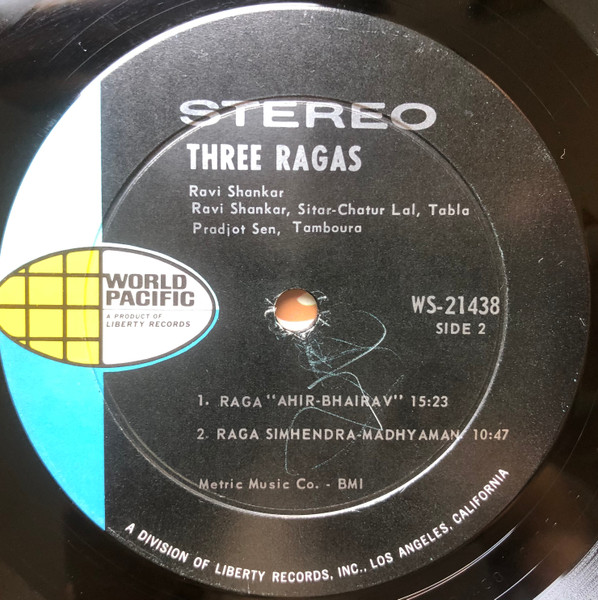 STEREO
THREE RAGAS
Ravi Shankar
Ravi Shankar, Sitar-Chatur Lal, Tabla
Pradjot Sen, Tamboura
WORLD
PACIFIC
A PRODUCT OF
LIBERTY RECORDS
WS-21438
SIDE 2
1. RAGA "AHIR-BHAIRAV" 15:23
2. RAGA SIMHENDRA-MADHYAMAN 10:47
Metric Music Co. - BMI
A DIVISION OF LIBERTY RECORDS, INC., LOS ANGELES, CALIFORNIA